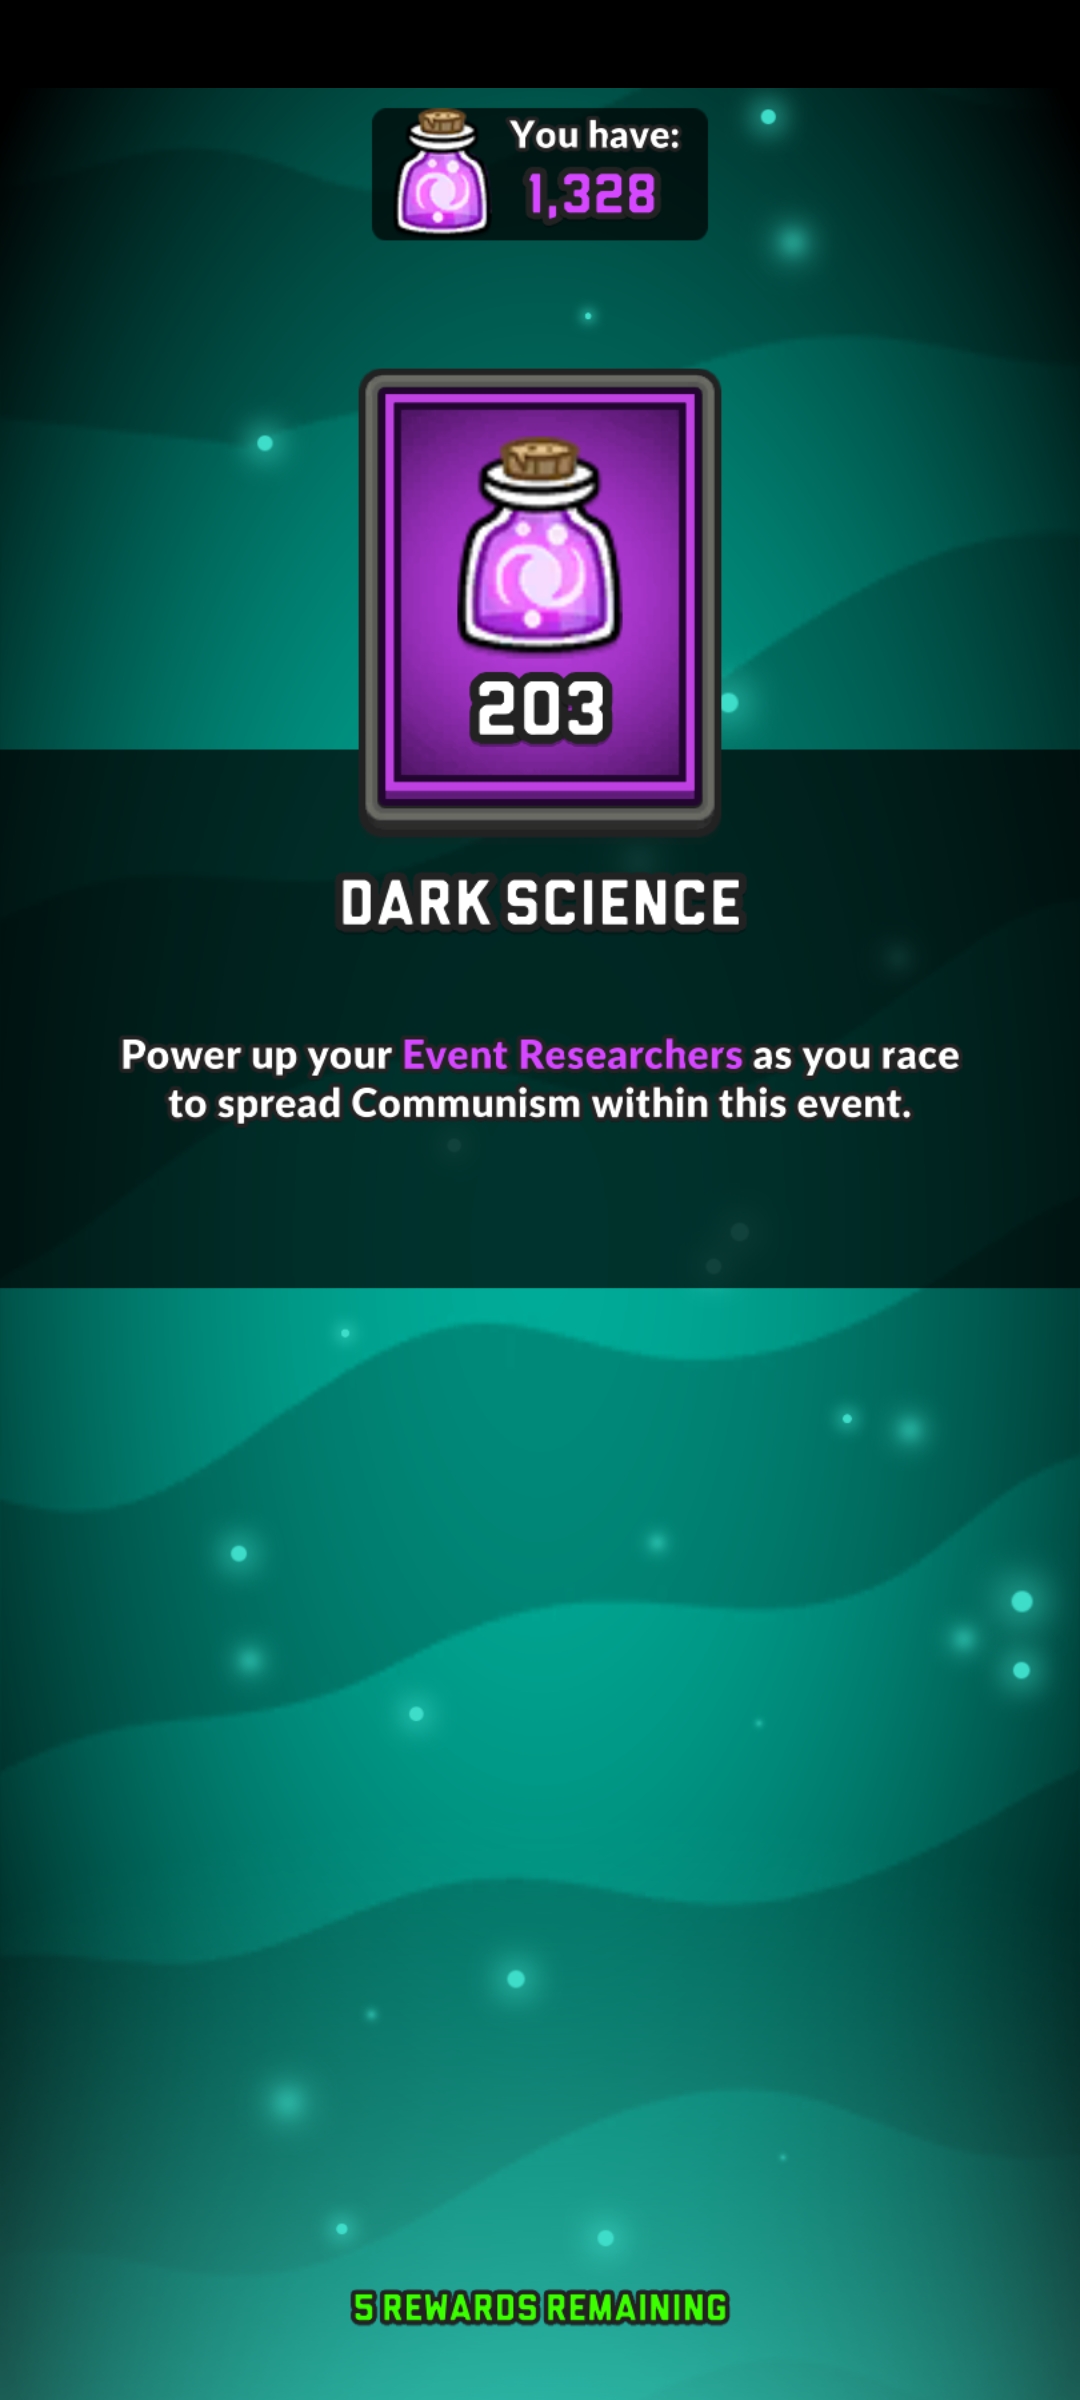 You have:
1,328
203
DARK SCIENCE
Power up your Event Researchers as you race
to spread Communism within this event.
5 REWARDS REMAINING